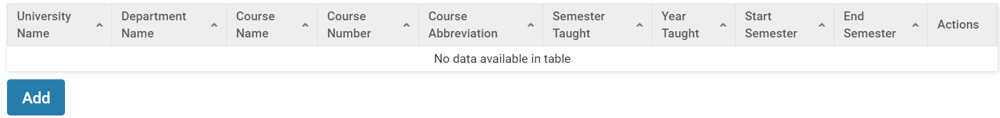 University Name
Department Name
Course Name
Course Number
Course Abbreviation
Semester Taught
Year Taught
Start Semester
End Semester
Actions
No data available in table
Add